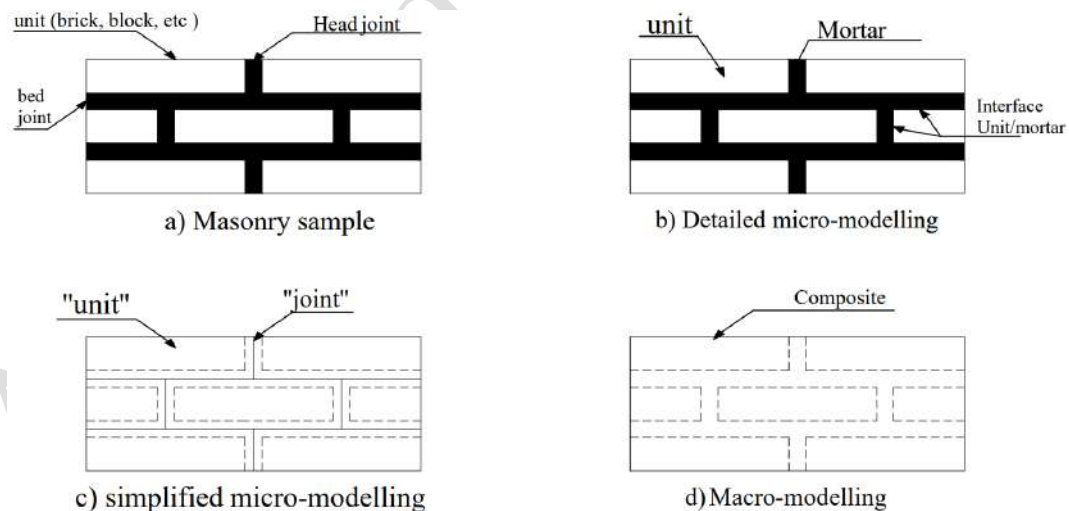 unit (brick, block, etc )
Head joint
bed
joint
a) Masonry sample
unit
Mortar
Interface
Unit/mortar
b) Detailed micro-modelling
"unit"
"joint"
c) simplified micro-modelling
Composite
d) Macro-modelling